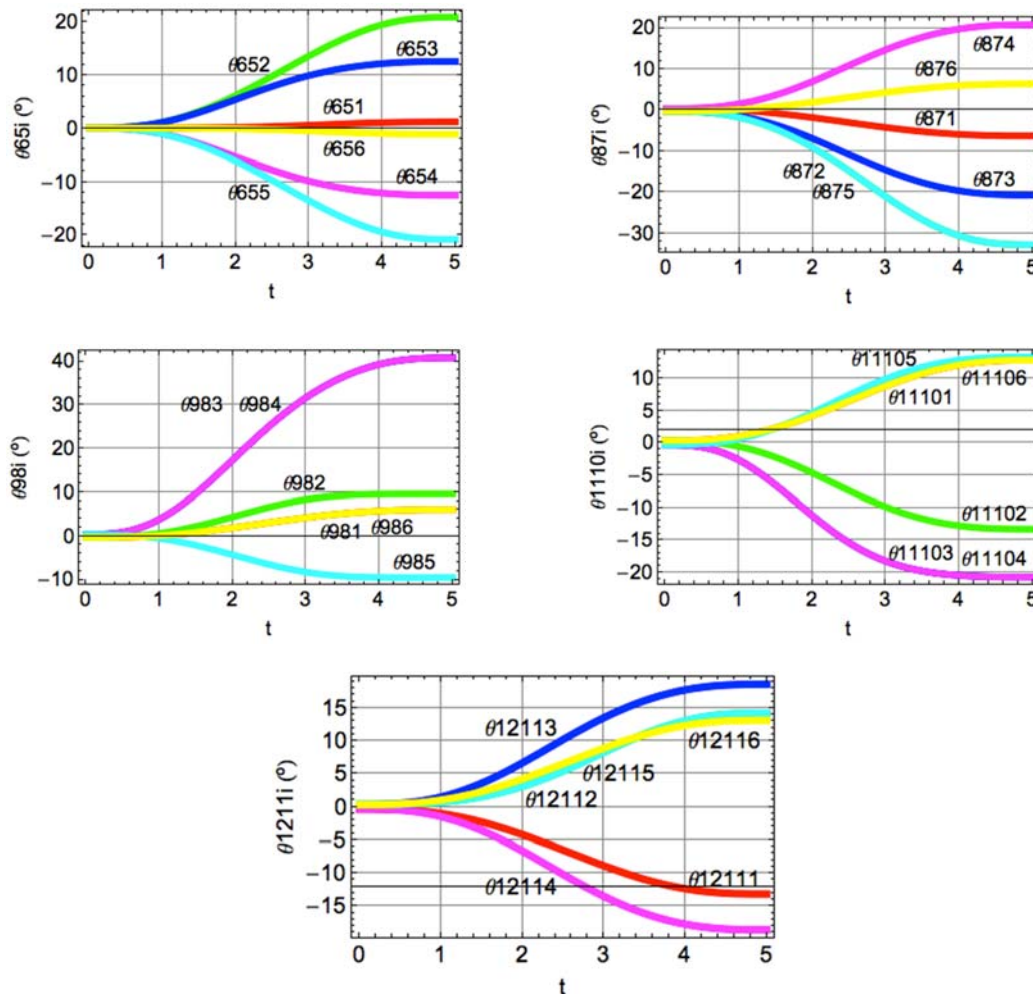 20
10
0
−10
−20
θ65i (º)
θ652
θ653
θ651
θ656
θ654
θ655
0 1 2 3 4 5
t
20
10
0
−10
−20
−30
θ87i (º)
θ874
θ876
θ871
θ872
θ873
θ875
0 1 2 3 4 5
t
40
30
20
10
0
−10
θ98i (º)
θ983 θ984
θ982
θ981 θ986
θ985
0 1 2 3 4 5
t
10
5
0
−5
−10
−15
−20
θ1110i (º)
θ11105
θ11106
θ11101
θ11102
θ11103 θ11104
0 1 2 3 4 5
t
15
10
5
0
−5
−10
−15
θ1211i (º)
θ12113
θ12116
θ12115
θ12112
θ12111
θ12114
0 1 2 3 4 5
t